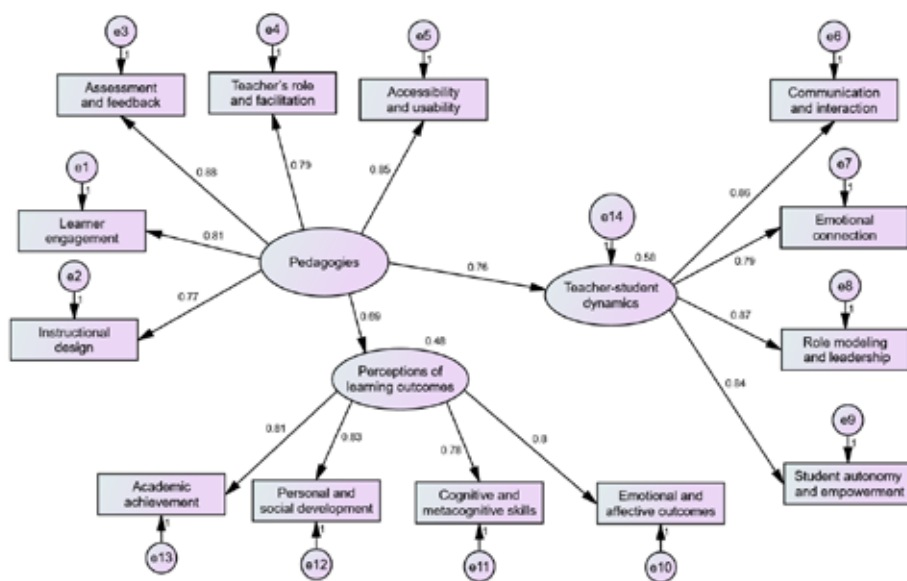 e3
1
Assessment
and feedback
e4
1
Teacher's role
and facilitation
e5
1
Accessibility
and usability
e6
1
Communication
and interaction
e1
1
Learner
engagement
e2
1
Instructional
design
0.88
0.79
0.85
0.81
0.77
Pedagogies
0.76
0.69
e14
1
0.58
Teacher-student
dynamics
0.86
0.79
0.87
0.84
e7
1
Emotional
connection
e8
1
Role modeling
and leadership
e9
1
Student autonomy
and empowerment
0.48
Perceptions of
learning outcomes
0.81
0.83
0.78
0.8
Academic
achievement
1
e13
Personal and
social development
1
e12
Cognitive and
metacognitive skills
1
e11
Emotional and
affective outcomes
1
e10